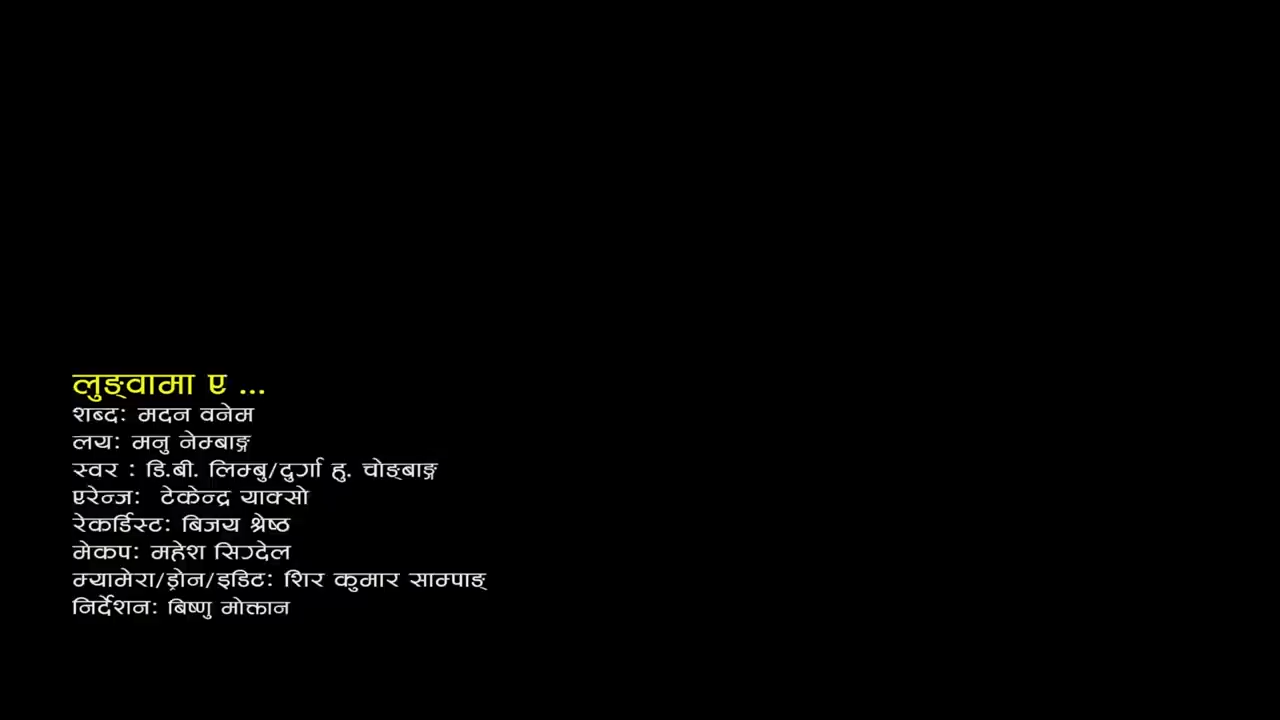 लुङ्वामा ए ...
शब्द: मदन वनेम
लय: मनु नेम्बाङ्ग
स्वर : डि.बी. लिम्बु/दुर्गा हु. चोङ्बाङ्ग
एरेन्ज:  टेकेन्द्र याक्सो
रेकर्डिस्ट: बिजय श्रेष्ठ
मेकप: महेश सिग्देल
म्यामेरा/ड्रोन/इडिट: शिर कुमार साम्पाङ्
निर्देशन: बिष्णु मोक्तान